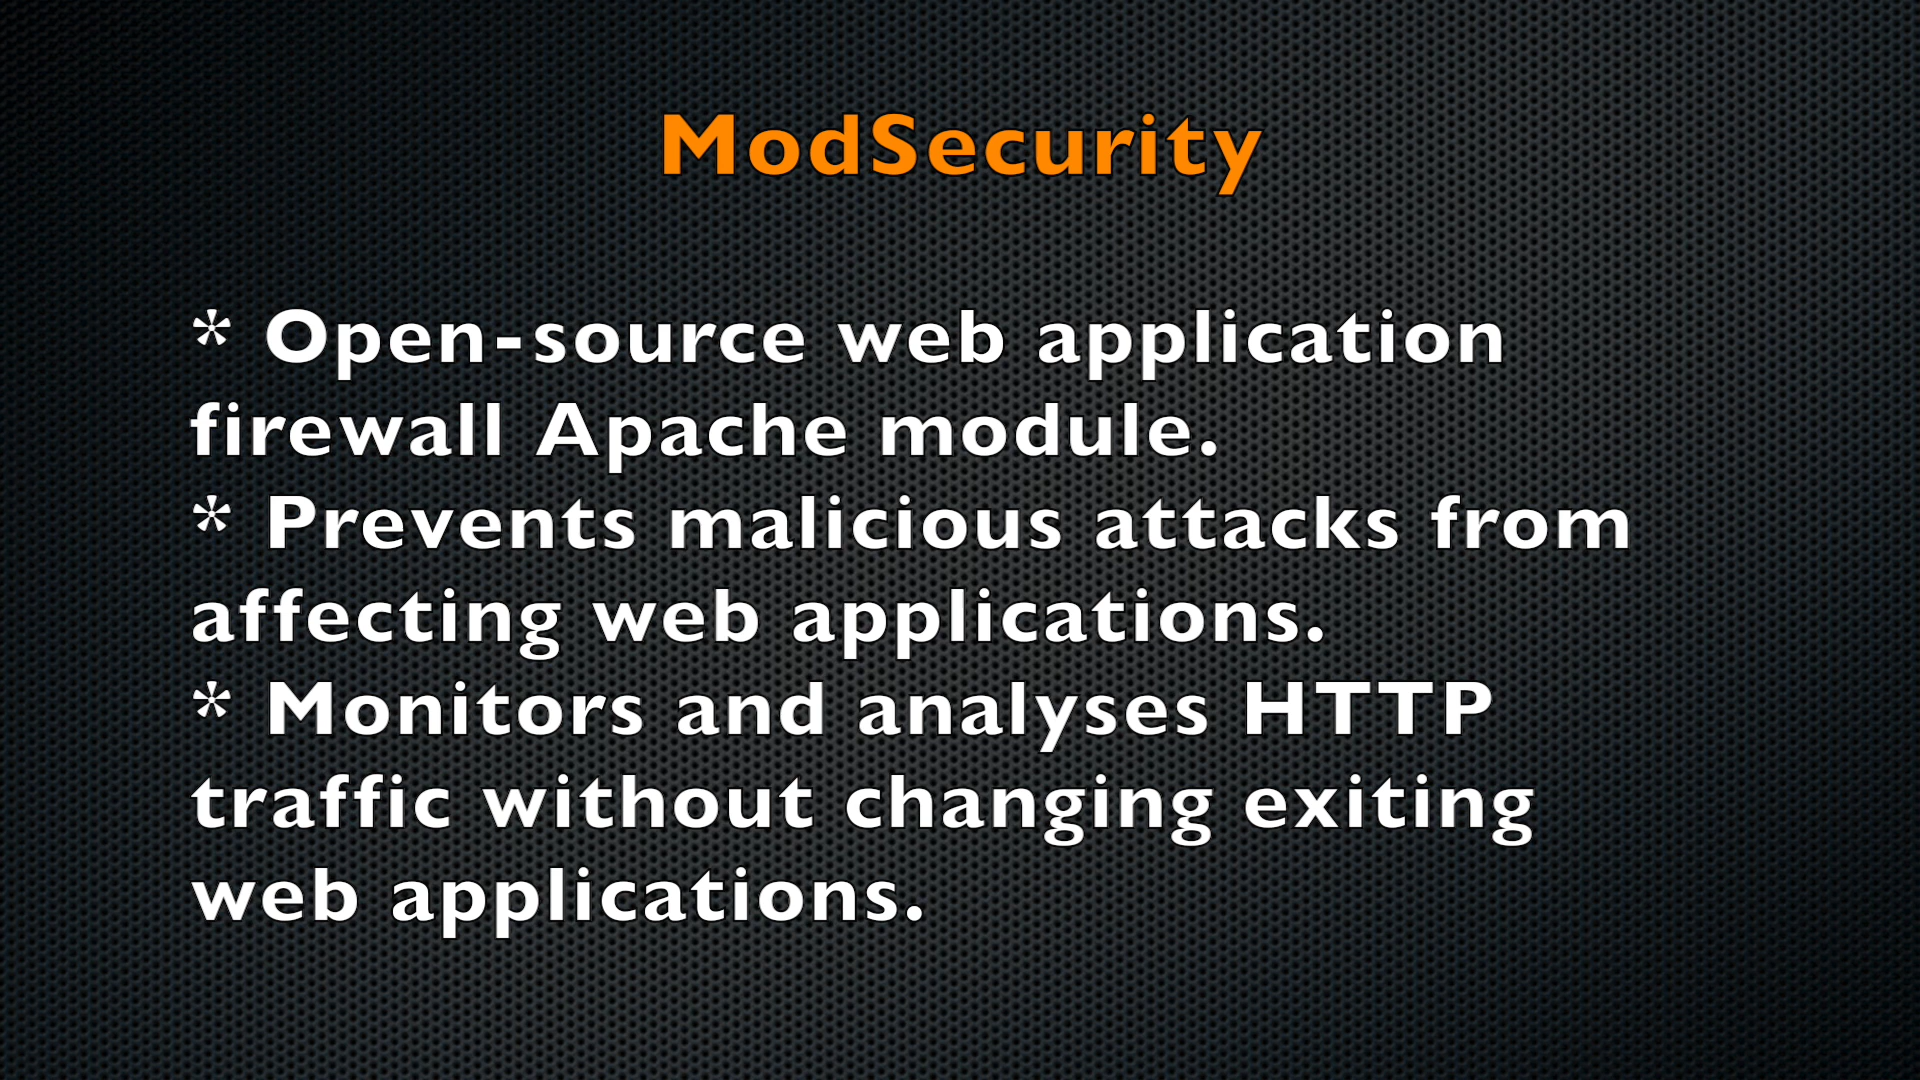 ModSecurity
* Open-source web application
firewall Apache module.
* Prevents malicious attacks from
affecting web applications.
* Monitors and analyses HTTP
traffic without changing exiting
web applications.